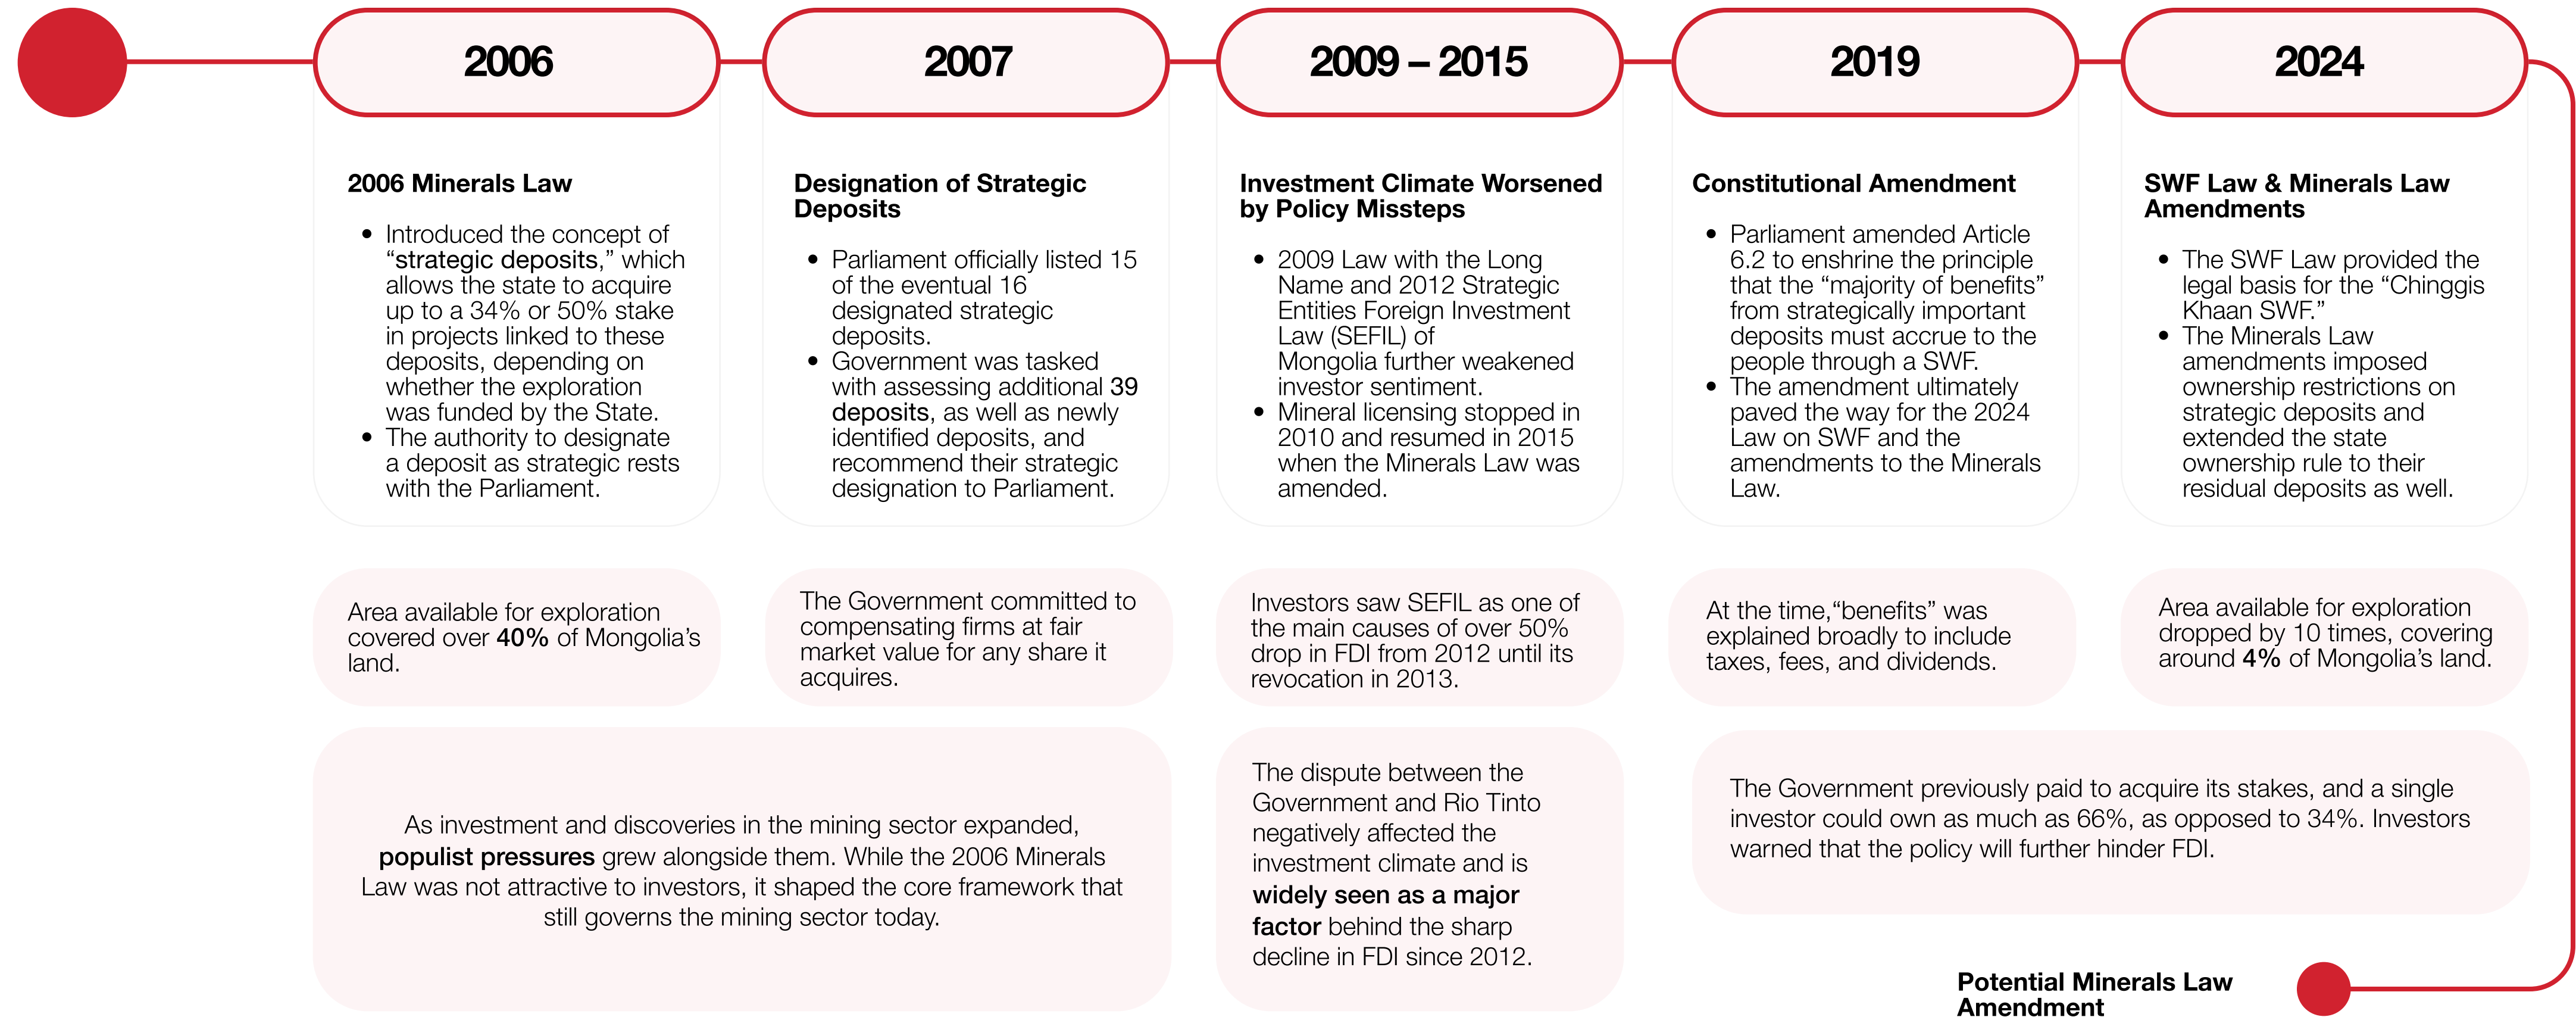 2006
2007
2009 – 2015
2019
2024
2006 Minerals Law
• Introduced the concept of
“strategic deposits,” which
allows the state to acquire
up to a 34% or 50% stake
in projects linked to these
deposits, depending on
whether the exploration
was funded by the State.
• The authority to designate
a deposit as strategic rests
with the Parliament.
Designation of Strategic
Deposits
• Parliament officially listed 15
of the eventual 16
designated strategic
deposits.
• Government was tasked
with assessing additional 39
deposits, as well as newly
identified deposits, and
recommend their strategic
designation to Parliament.
Investment Climate Worsened
by Policy Missteps
• 2009 Law with the Long
Name and 2012 Strategic
Entities Foreign Investment
Law (SEFIL) of
Mongolia further weakened
investor sentiment.
• Mineral licensing stopped in
2010 and resumed in 2015
when the Minerals Law was
amended.
Constitutional Amendment
• Parliament amended Article
6.2 to enshrine the principle
that the “majority of benefits”
from strategically important
deposits must accrue to the
people through a SWF.
• The amendment ultimately
paved the way for the 2024
Law on SWF and the
amendments to the Minerals
Law.
SWF Law & Minerals Law
Amendments
• The SWF Law provided the
legal basis for the “Chinggis
Khaan SWF.”
• The Minerals Law
amendments imposed
ownership restrictions on
strategic deposits and
extended the state
ownership rule to their
residual deposits as well.
Area available for exploration
covered over 40% of Mongolia’s
land.
The Government committed to
compensating firms at fair
market value for any share it
acquires.
Investors saw SEFIL as one of
the main causes of over 50%
drop in FDI from 2012 until its
revocation in 2013.
At the time,“benefits” was
explained broadly to include
taxes, fees, and dividends.
Area available for exploration
dropped by 10 times, covering
around 4% of Mongolia’s land.
As investment and discoveries in the mining sector expanded,
populist pressures grew alongside them. While the 2006 Minerals
Law was not attractive to investors, it shaped the core framework that
still governs the mining sector today.
The dispute between the
Government and Rio Tinto
negatively affected the
investment climate and is
widely seen as a major
factor behind the sharp
decline in FDI since 2012.
The Government previously paid to acquire its stakes, and a single
investor could own as much as 66%, as opposed to 34%. Investors
warned that the policy will further hinder FDI.
Potential Minerals Law
Amendment